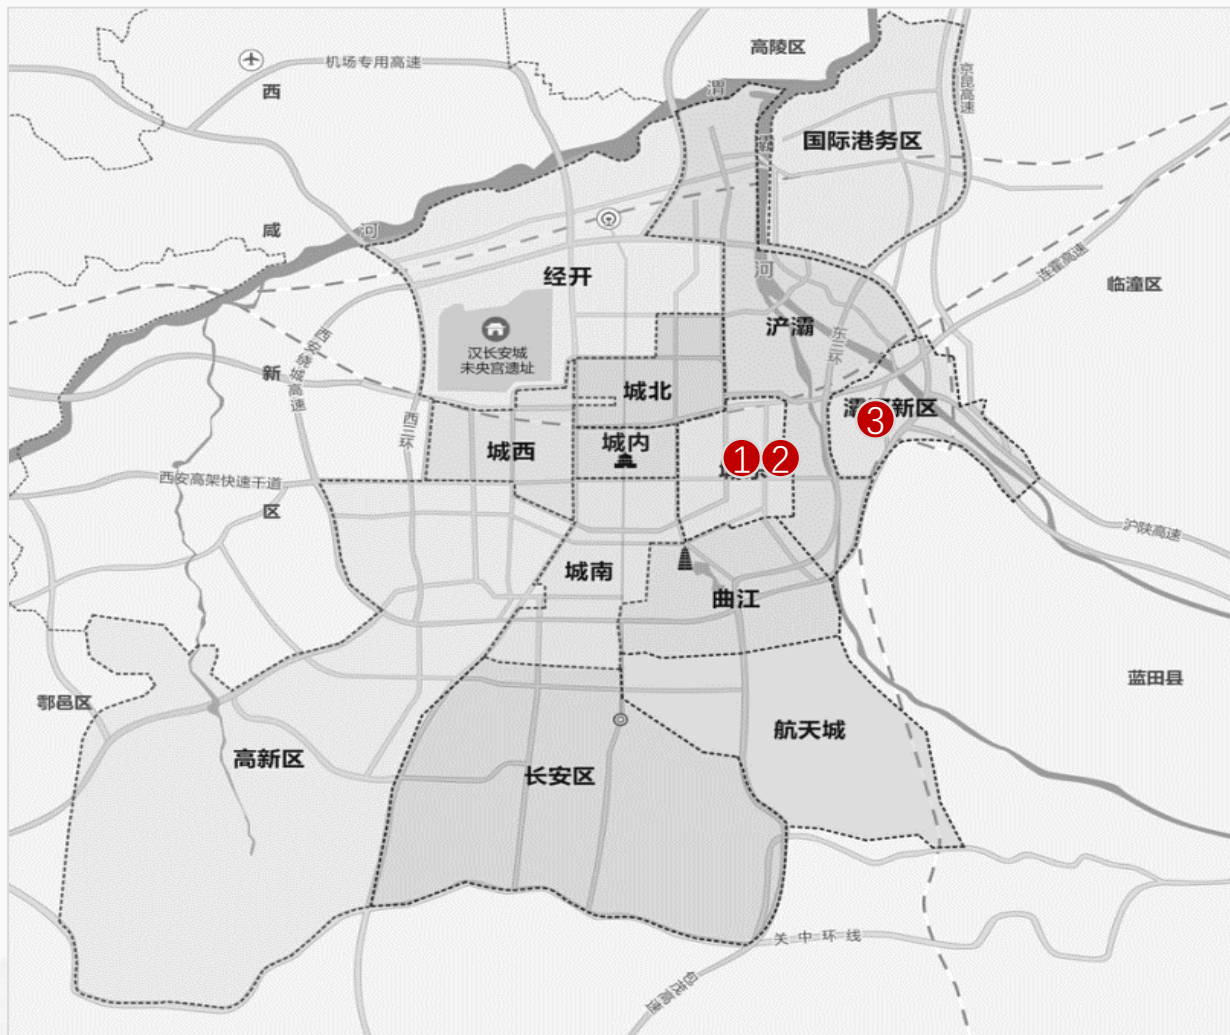 高陵区
机场专用高速
西
京昆高速
渭
国际港务区
咸
河
河
连霍高速
临潼区
经开
浐灞
东三环
西安绕城高速
汉长安城
未央宫遗址
新
城北
新区
③
西三环
城西
城内
① ②
西安高架快速干道
区
沪陕高速
城南
曲江
蓝田县
鄠邑区
航天城
高新区
长安区
关中环线
包茂高速